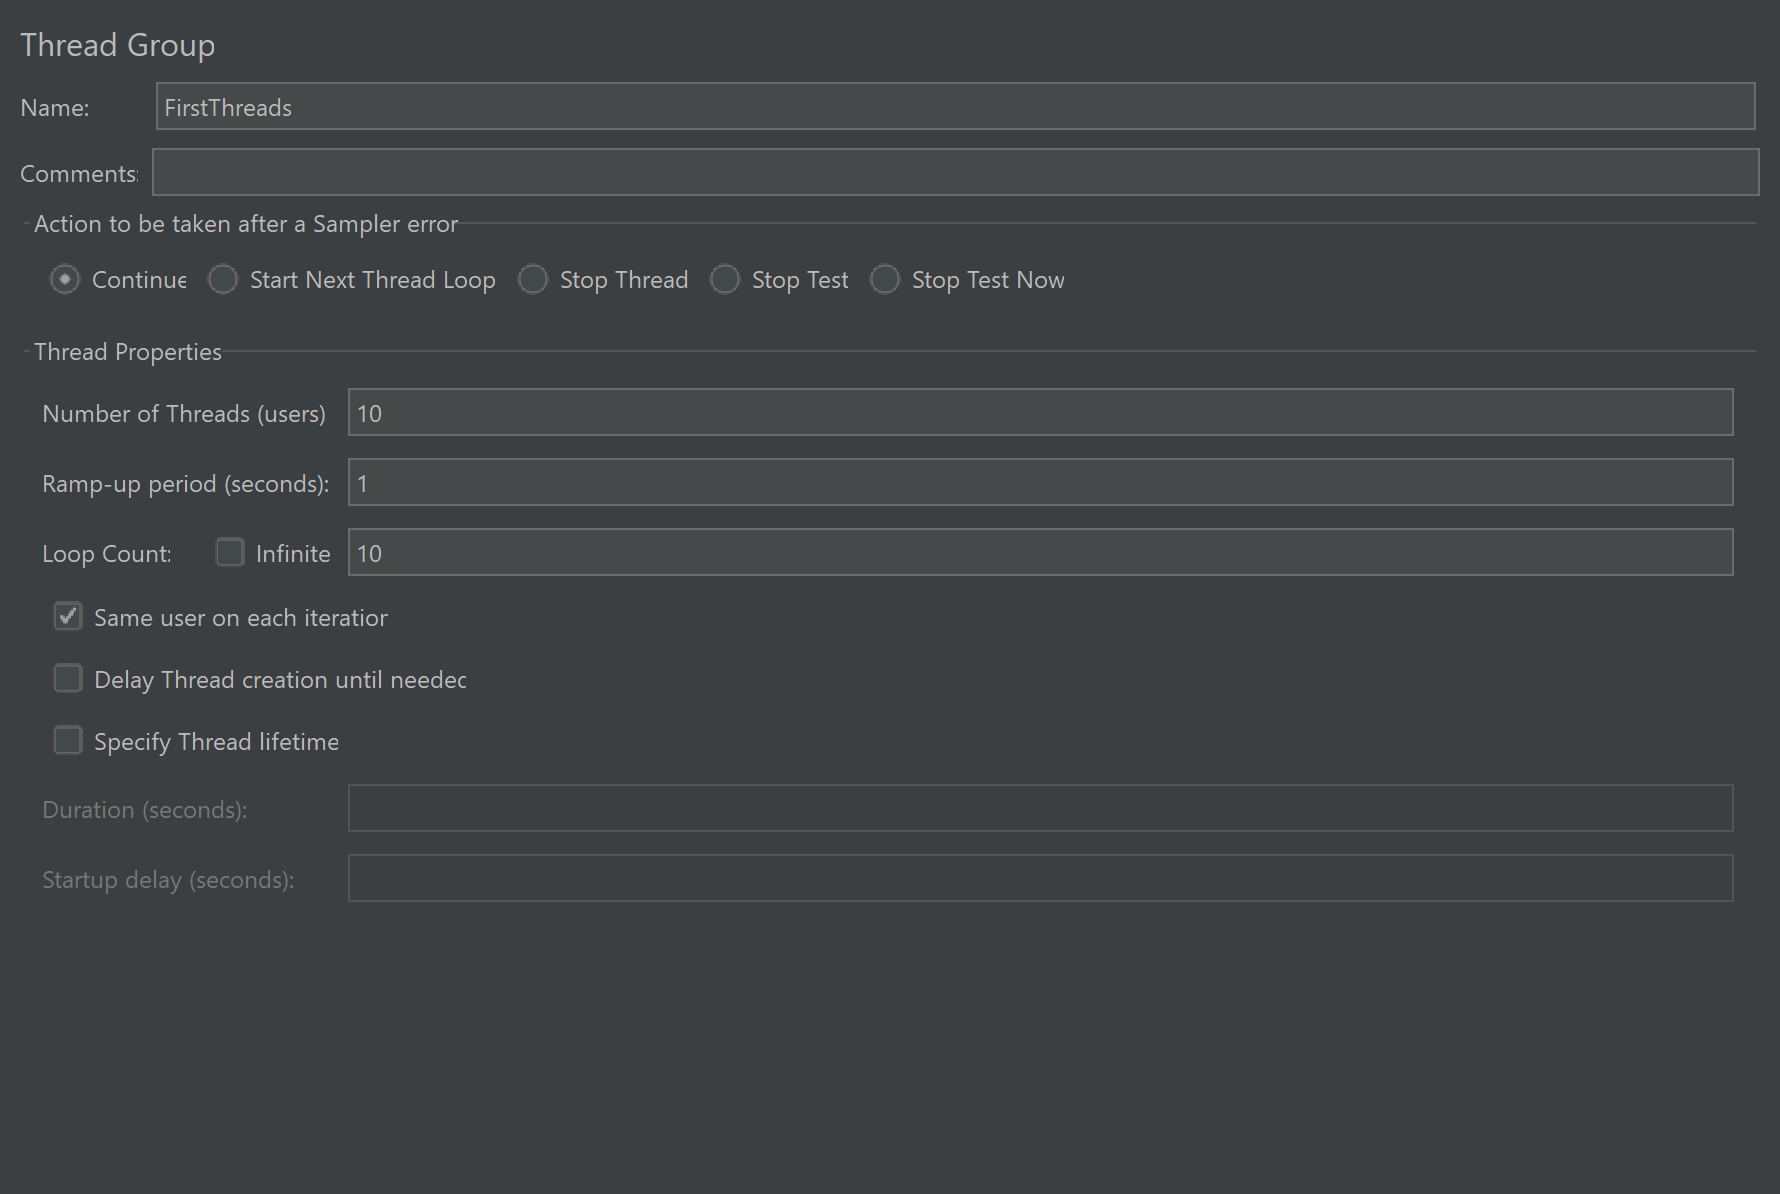 Thread Group
Name: FirstThreads
Comments:
Action to be taken after a Sampler error
Continue Start Next Thread Loop Stop Thread Stop Test Stop Test Now
Thread Properties
Number of Threads (users) 10
Ramp-up period (seconds): 1
Loop Count: Infinite 10
Same user on each iteration
Delay Thread creation until needed
Specify Thread lifetime
Duration (seconds):
Startup delay (seconds):